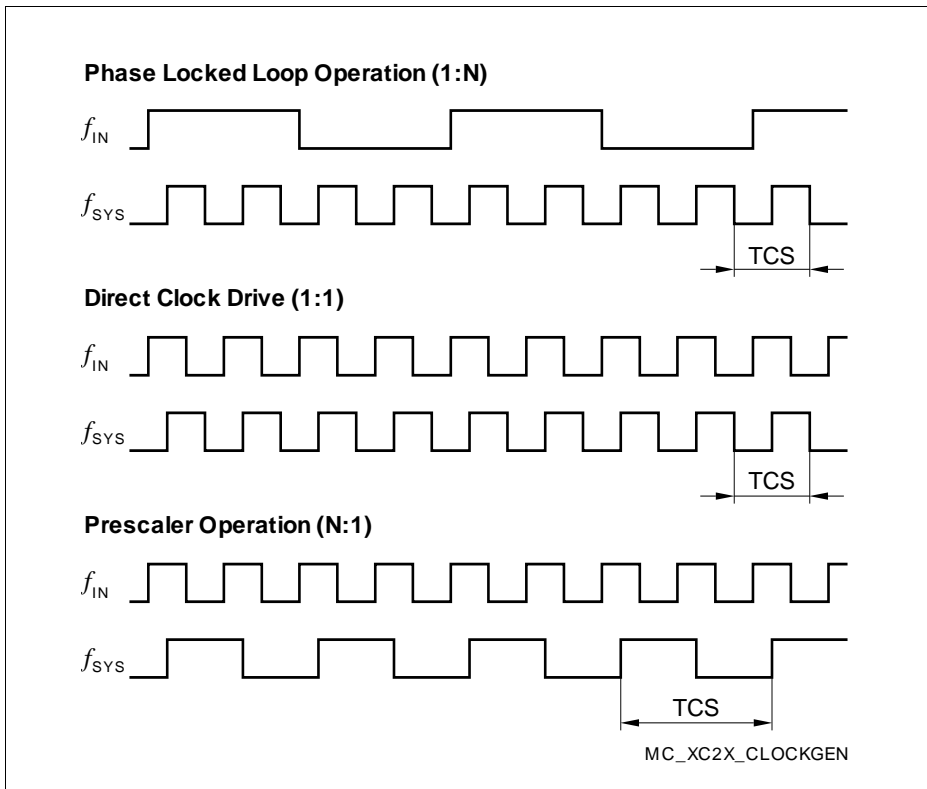 Phase Locked Loop Operation (1:N)
fIN
fSYS
TCS
Direct Clock Drive (1:1)
fIN
fSYS
TCS
Prescaler Operation (N:1)
fIN
fSYS
TCS
MC_XC2X_CLOCKGEN